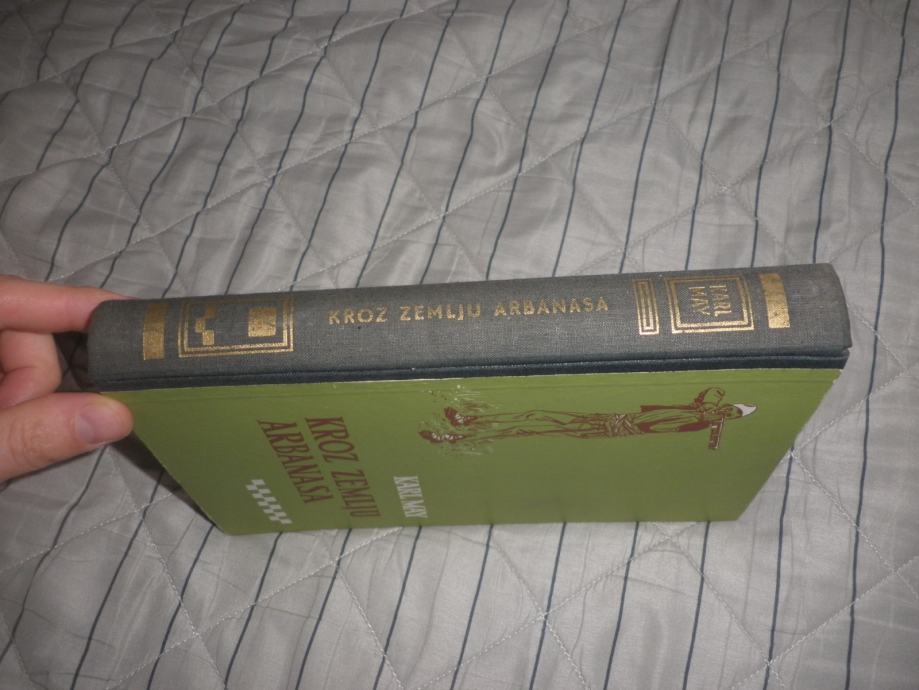 KROZ ZEMLJU ARBANASA
KARL
MAY
KARL MAY
KROZ ZEMLJU
ARBANASA